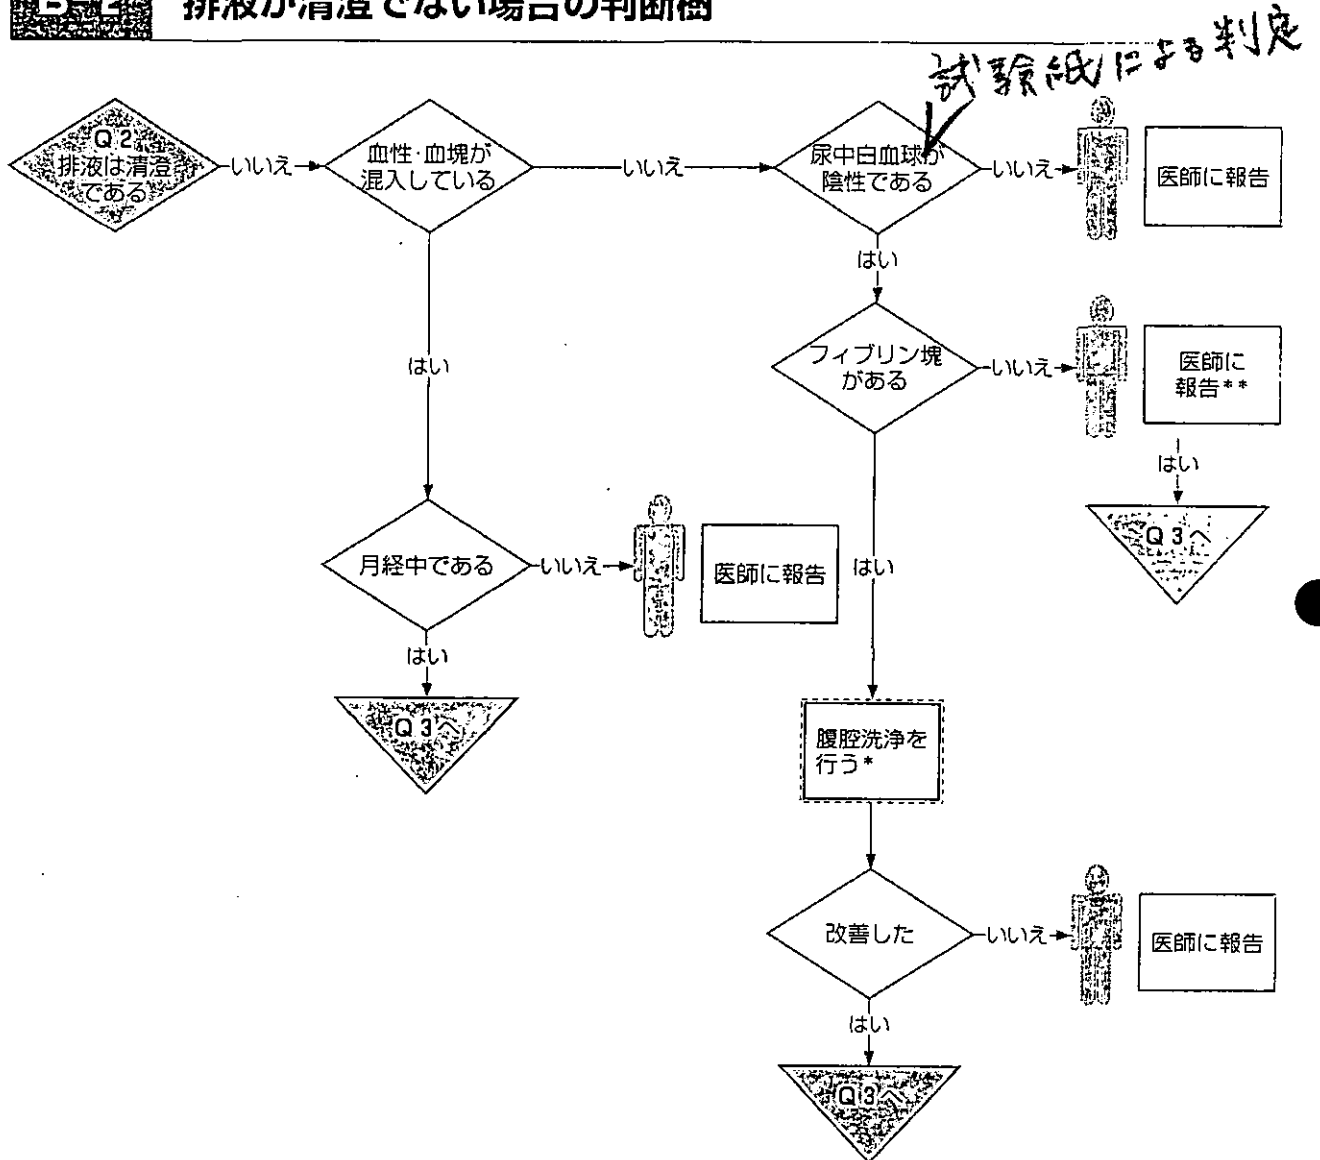 B-2 排液が清澄でない場合の判断樹
試験紙による判定
Q2
排液は清澄
である
いいえ
血性・血塊が
混入している
いいえ
尿中白血球が
陰性である
いいえ
医師に報告
はい
はい
フィブリン塊
がある
いいえ
医師に
報告**
はい
Q3へ
月経中である
いいえ
医師に報告
はい
はい
Q3へ
腹腔洗浄を
行う*
改善した
いいえ
医師に報告
はい
Q3へ